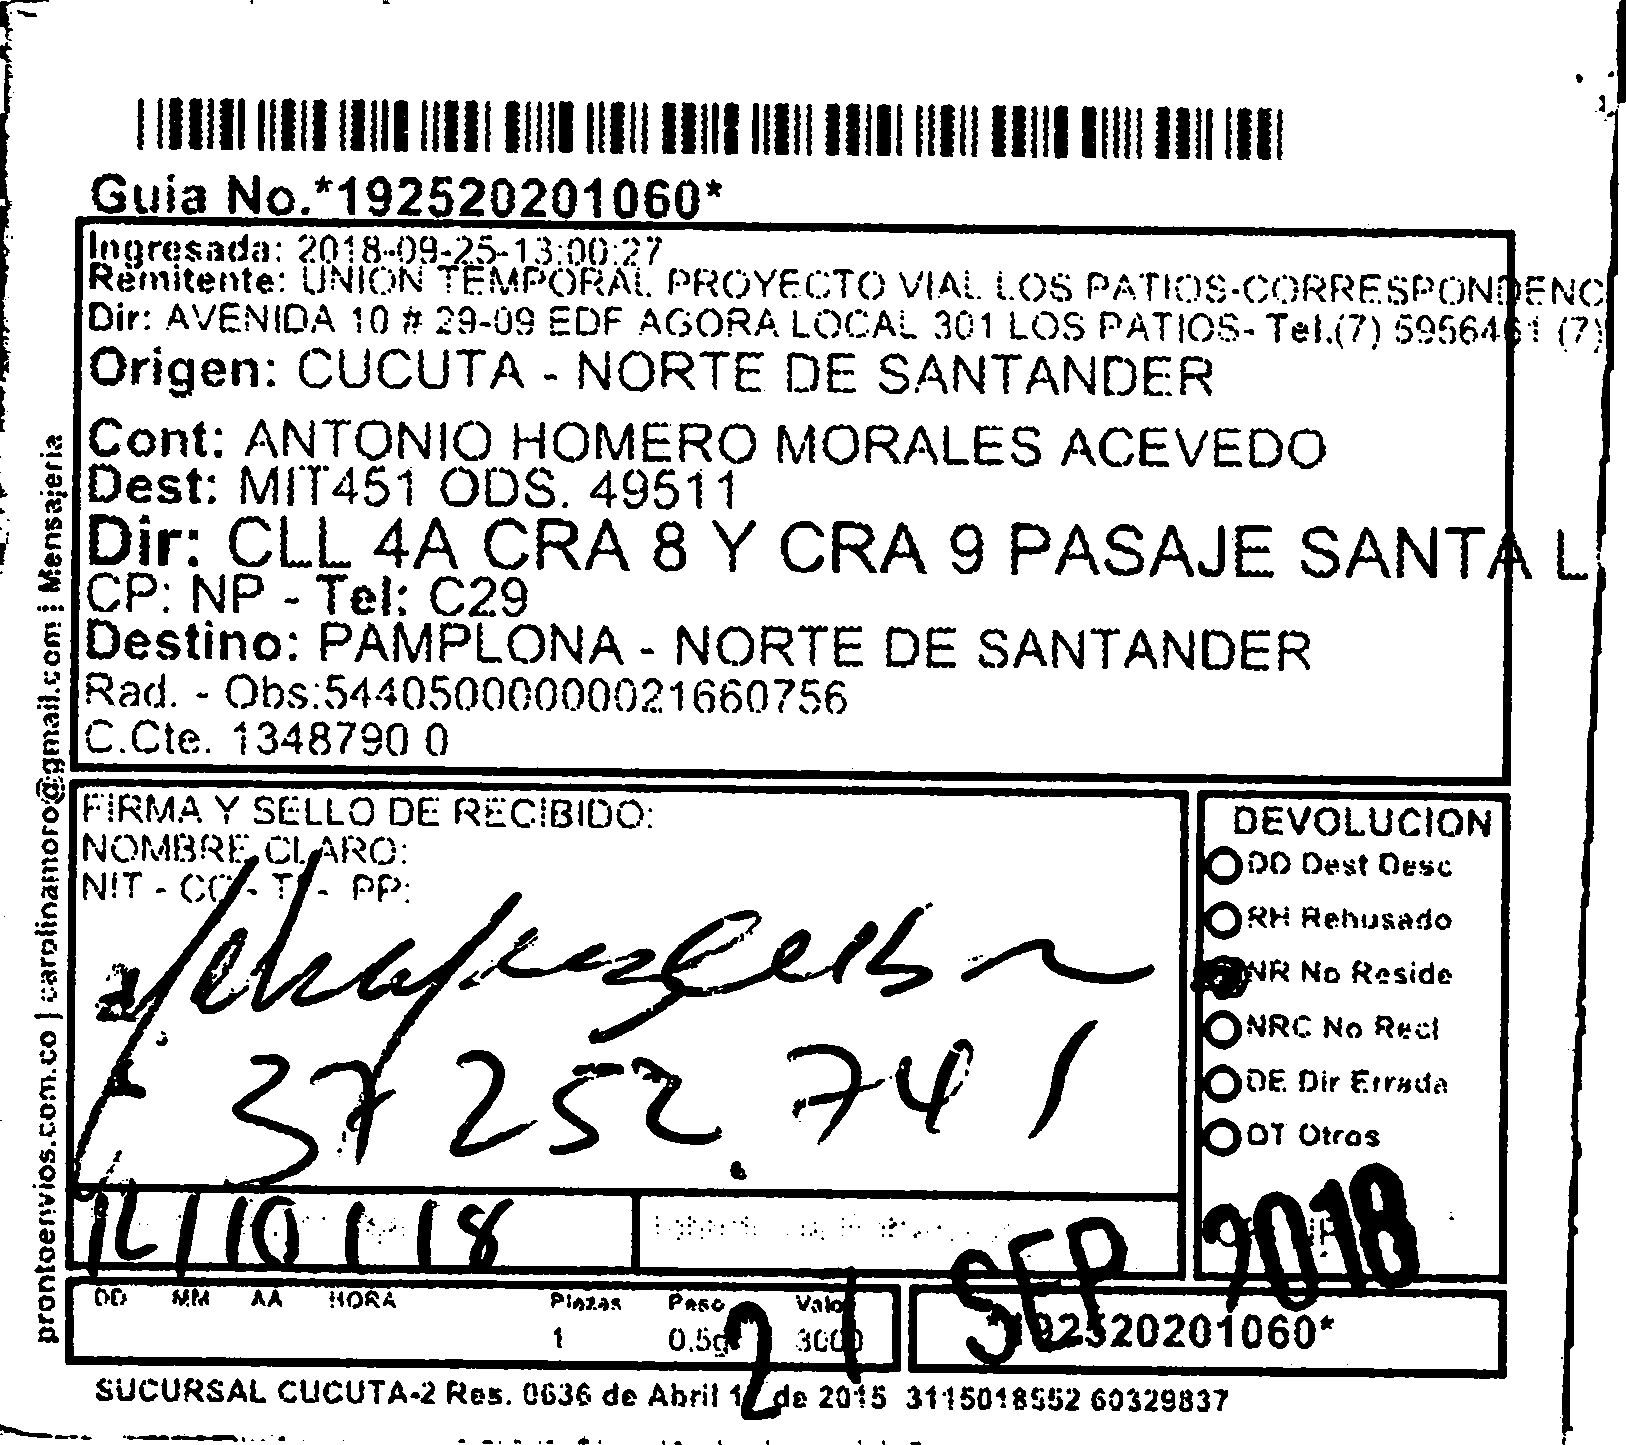 Guia No.*192520201060*
Ingresada: 2018-09-25-13:00:27
Remitente: UNION TEMPORAL PROYECTO VIAL LOS PATIOS-CORRESPONDENC
Dir: AVENIDA 10 # 29-09 EDF AGORA LOCAL 301 LOS PATIOS- Tel.(7) 5956461 (7)
Origen: CUCUTA - NORTE DE SANTANDER
Cont: ANTONIO HOMERO MORALES ACEVEDO
Dest: MIT451 ODS. 49511
Dir: CLL 4A CRA 8 Y CRA 9 PASAJE SANTA L
CP: NP - Tel: C29
Destino: PAMPLONA - NORTE DE SANTANDER
Rad. - Obs:544050000000021660756
C.Cte. 1348790 0
prontoenvios.com.co | carolinamoro@gmail.com | Mensajeria
FIRMA Y SELLO DE RECIBIDO:
NOMBRE CLARO:
NIT - CC - TI - PP:
37 252.741
DEVOLUCION
DD Dest Desc
RH Rehusado
NR No Reside
NRC No Recl
DE Dir Errada
OT Otros
10 18
21 SEP 2018
DD MM AA HORA
Piezas Peso Valor
1 0.5g 3000
*192520201060*
SUCURSAL CUCUTA-2 Res. 0636 de Abril 1 de 2015 3115018552 60329837